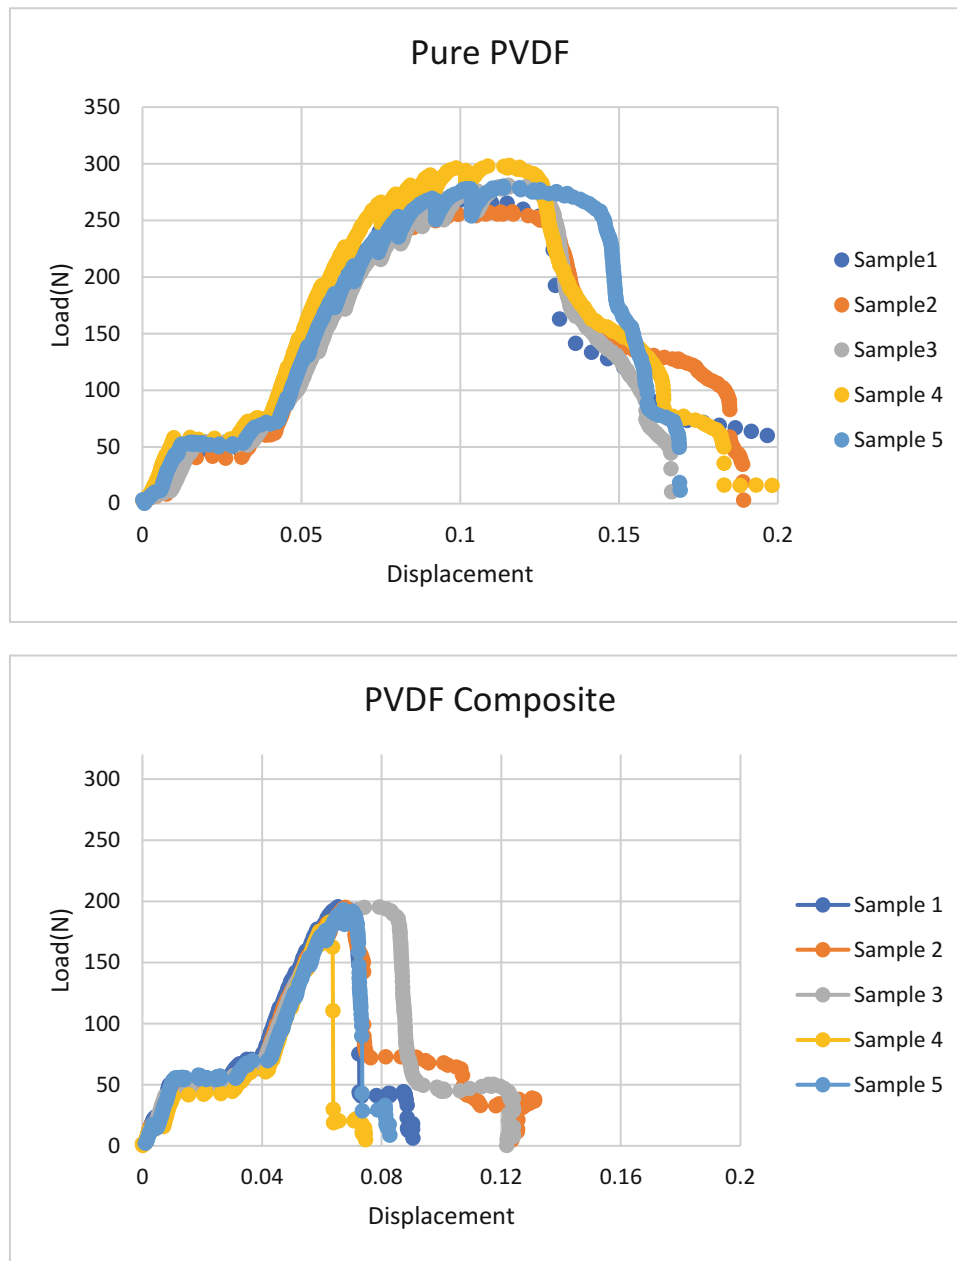 Pure PVDF
350
300
250
200
150
100
50
0
Load(N)
0 0.05 0.1 0.15 0.2
Displacement
Sample1
Sample2
Sample3
Sample 4
Sample 5
PVDF Composite
300
250
200
150
100
50
0
Load(N)
0 0.04 0.08 0.12 0.16 0.2
Displacement
Sample 1
Sample 2
Sample 3
Sample 4
Sample 5